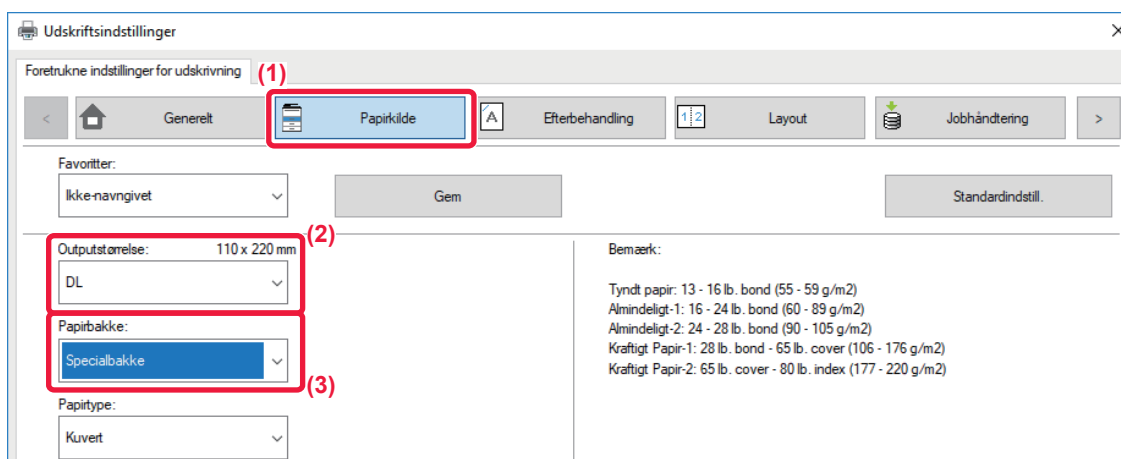 Udskriftsindstillinger
Foretrukne indstillinger for udskrivning
(1)
< Generelt Papirkilde A Efterbehandling 1 2 Layout Jobhåndtering >
Favoritter:
Ikke-navngivet Gem Standardindstill.
(2)
Outputstørrelse: 110 x 220 mm Bemærk:
DL
Tyndt papir: 13 - 16 lb. bond (55 - 59 g/m2)
Almindeligt-1: 16 - 24 lb. bond (60 - 89 g/m2)
Papirbakke:
Almindeligt-2: 24 - 28 lb. bond (90 - 105 g/m2)
Kraftigt Papir-1: 28 lb. bond - 65 lb. cover (106 - 176 g/m2)
Specialbakke
Kraftigt Papir-2: 65 lb. cover - 80 lb. index (177 - 220 g/m2)
(3)
Papirtype:
Kuvert